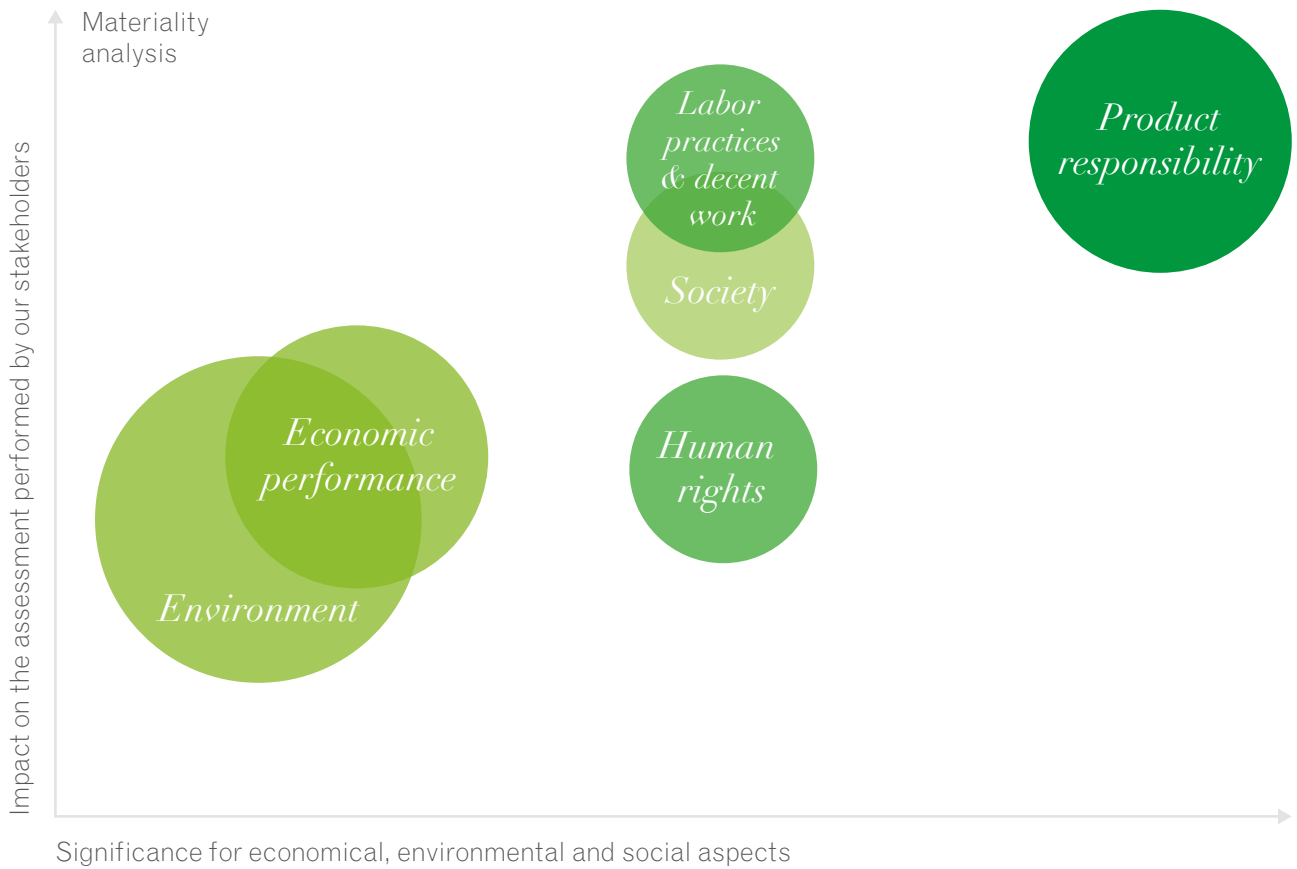 Materiality
analysis
Impact on the assessment performed by our stakeholders
Labor
practices
& decent
work
Product
responsibility
Society
Economic
performance
Human
rights
Environment
Significance for economical, environmental and social aspects